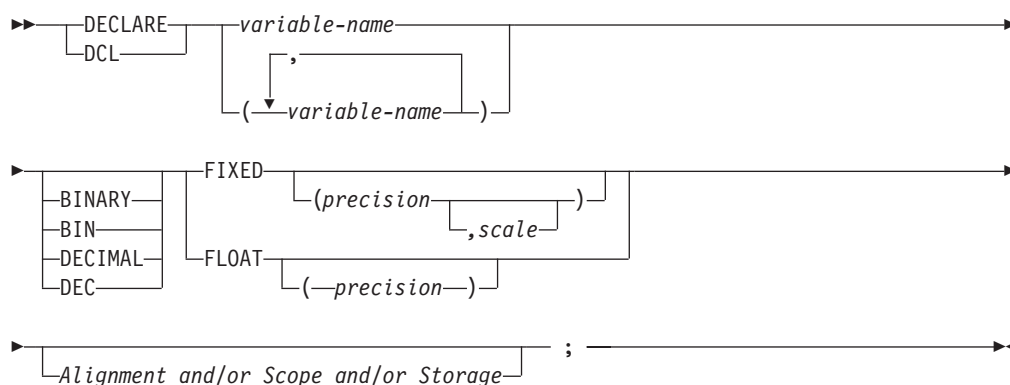 DECLARE variable-name
DCL ,
( variable-name )
FIXED
BINARY (precision )
BIN ,scale
DECIMAL FLOAT
DEC ( precision )
;
Alignment and/or Scope and/or Storage